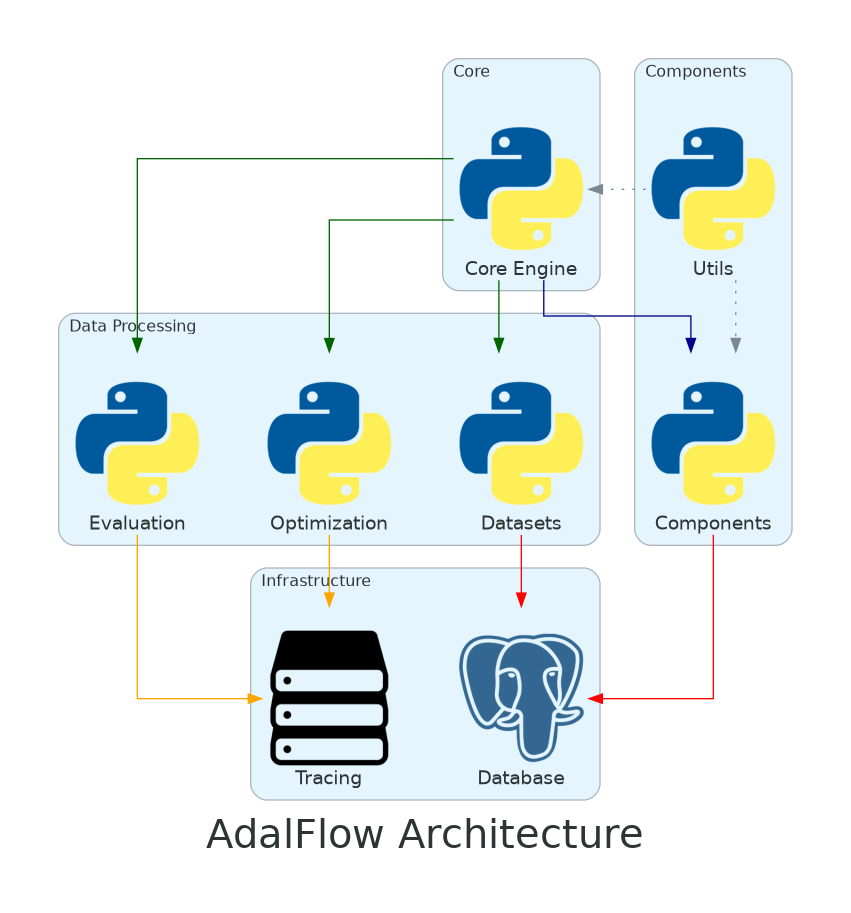 Core
Components
Core Engine
Utils
Data Processing
Evaluation
Optimization
Datasets
Components
Infrastructure
Tracing
Database
AdalFlow Architecture